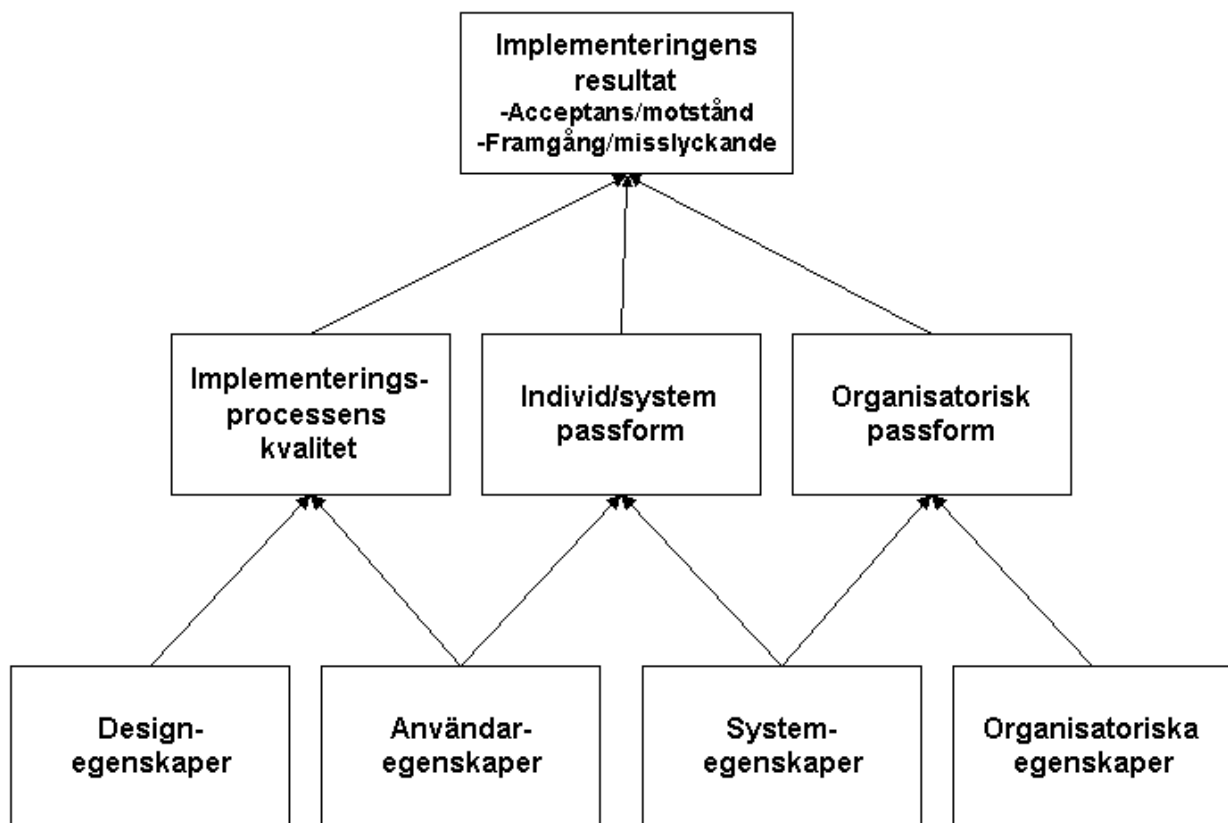 Implementeringens
resultat
-Acceptans/motstånd
-Framgång/misslyckande
Implementerings-
processens
kvalitet
Individ/system
passform
Organisatorisk
passform
Design-
egenskaper
Användar-
egenskaper
System-
egenskaper
Organisatoriska
egenskaper